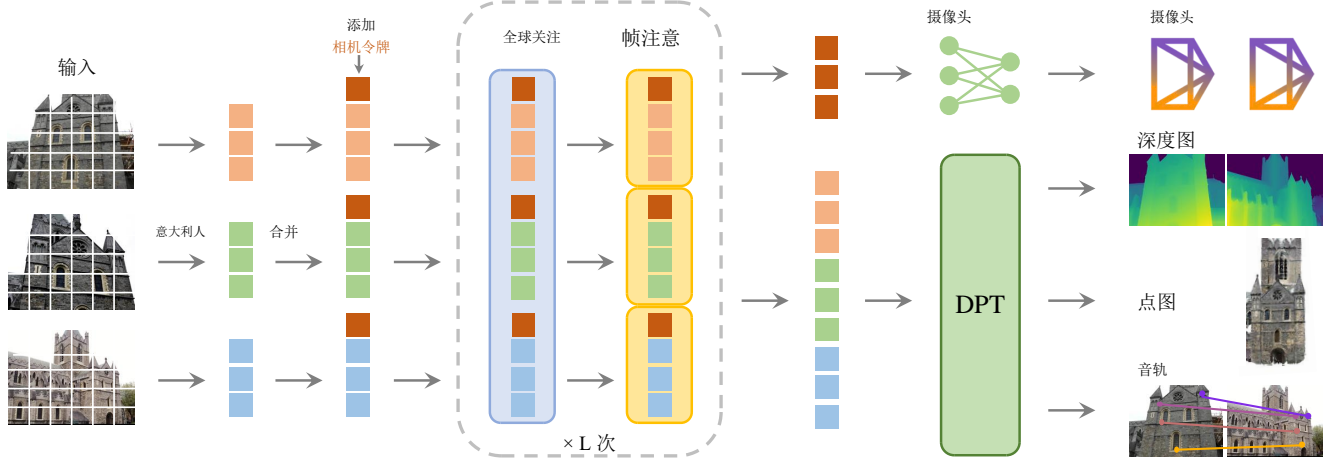 输入
添加
相机令牌
意大利人
合并
全球关注
帧注意
× L 次
摄像头
DPT
摄像头
深度图
点图
音轨